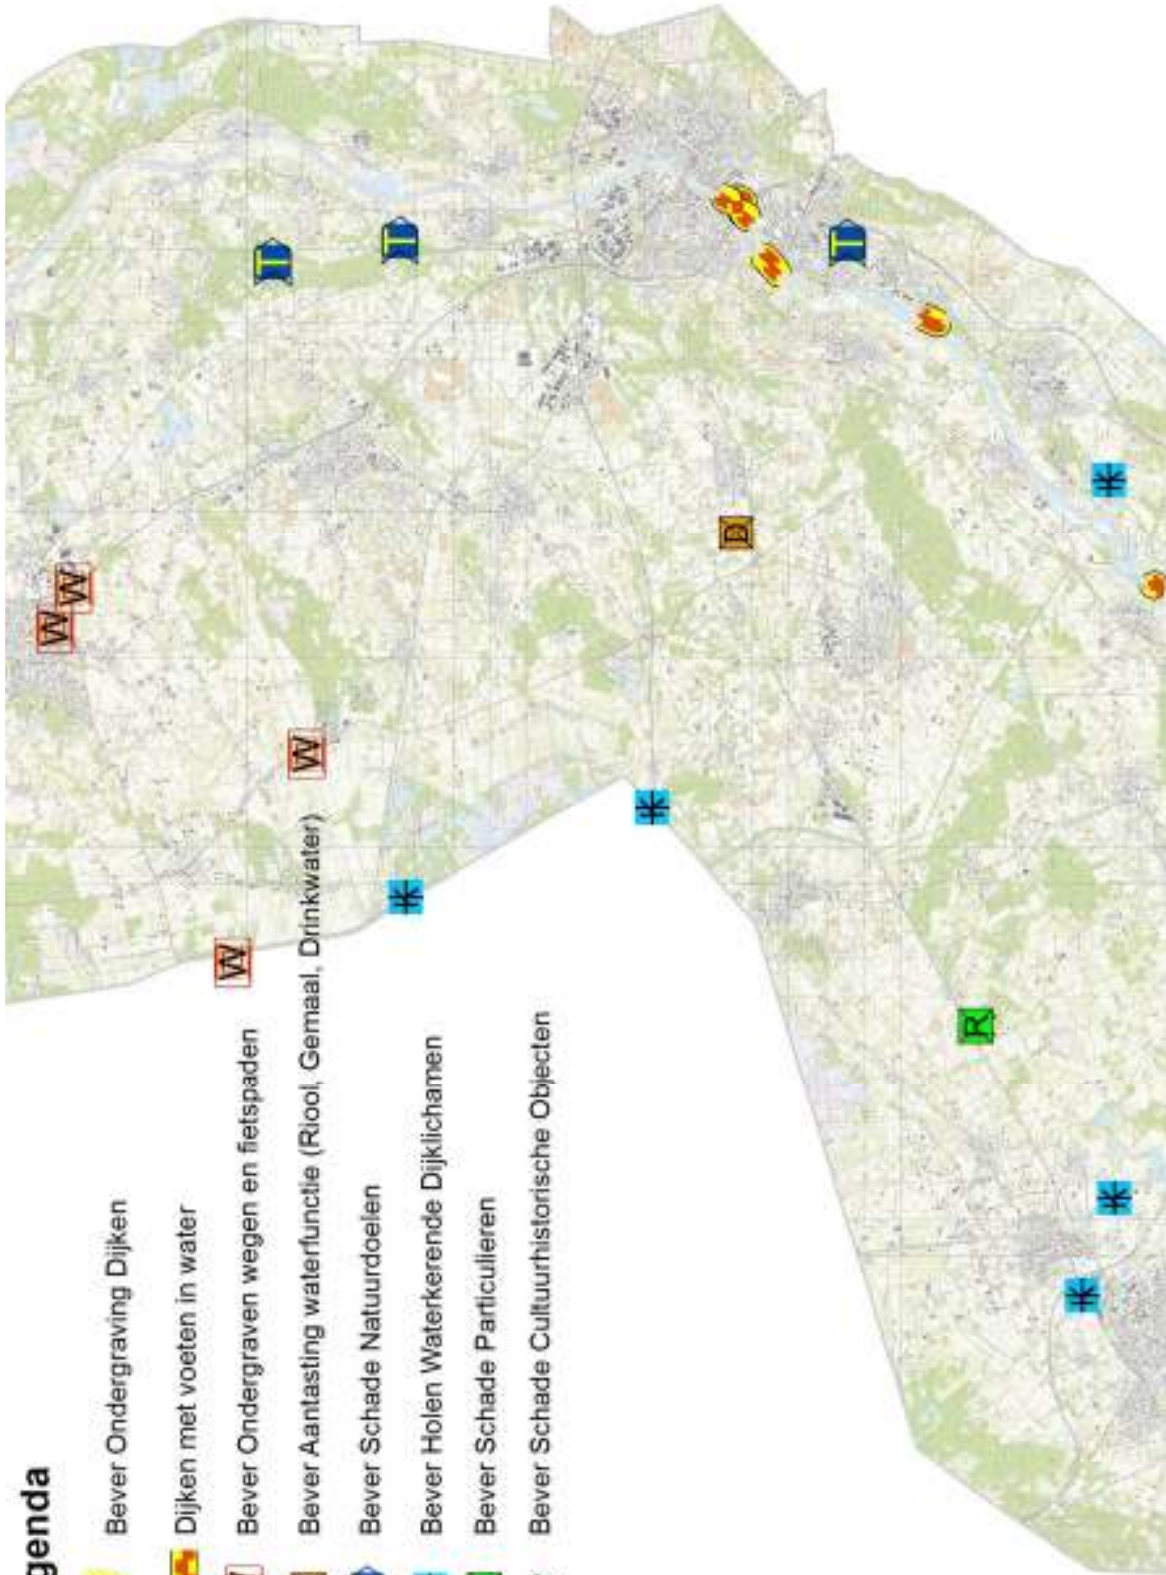 genda
Bever Ondergraving Dijken
Dijken met voeten in water
Bever Ondergraven wegen en fietspaden
Bever Aantasting waterfunctie (Riool, Gemaal, Drinkwater)
Bever Schade Natuurdoelen
Bever Holen Waterkerende Dijklichamen
Bever Schade Particulieren
Bever Schade Cultuurhistorische Objecten
T
T
T
W
W
W
W
D
K
K
K
K
K
R